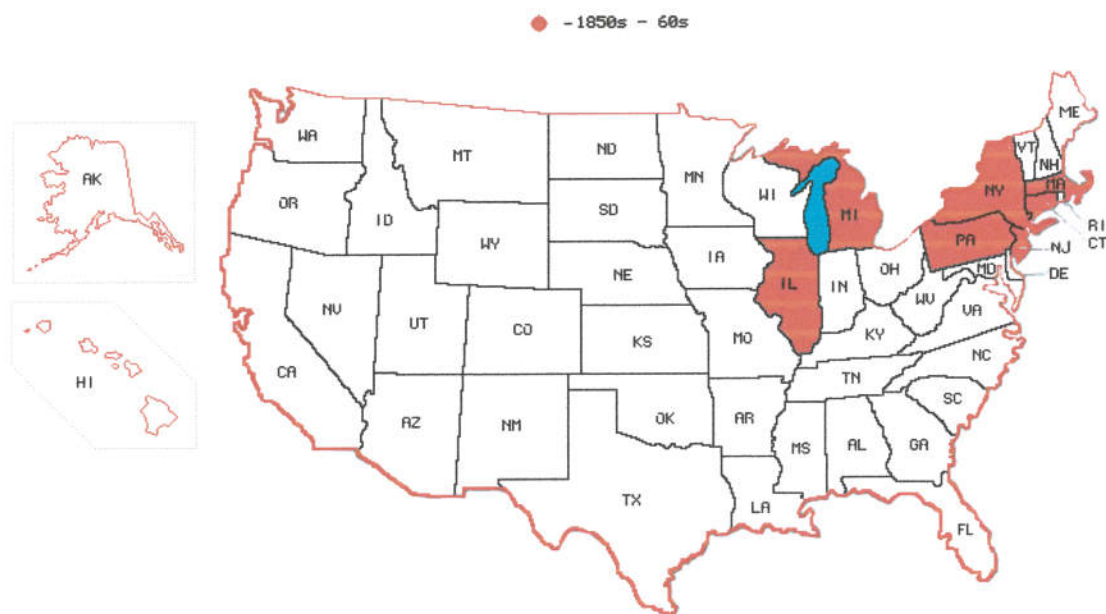 -1850s - 60s
ME
WA
VT
NH
MT
ND
AK
MN
OR
ID
WI
MA
NY
SD
MI
WY
RI
PA
CT
NJ
IA
OH
MD
DE
NE
IL
IN
WV
NV
VA
UT
CO
KS
MO
KY
CA
HI
NC
TN
SC
AZ
NM
OK
AR
MS
AL
GA
TX
LA
FL